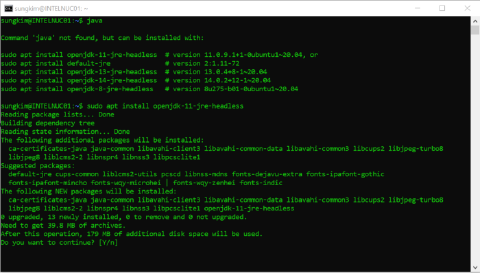 sungkim@INTELNUC01: ~
sungkim@INTELNUC01:~$ java

Command 'java' not found, but can be installed with:

sudo apt install openjdk-11-jre-headless  # version 11.0.9.1+1-0ubuntu1~20.04, or
sudo apt install default-jre              # version 2:1.11-72
sudo apt install openjdk-13-jre-headless  # version 13.0.4+8-1~20.04
sudo apt install openjdk-14-jre-headless  # version 14.0.2+12-1~20.04
sudo apt install openjdk-8-jre-headless   # version 8u275-b01-0ubuntu1~20.04

sungkim@INTELNUC01:~$ sudo apt install openjdk-11-jre-headless
Reading package lists... Done
Building dependency tree
Reading state information... Done
The following additional packages will be installed:
  ca-certificates-java java-common libavahi-client3 libavahi-common-data libavahi-common3 libcups2 libjpeg-turbo8
  libjpeg8 liblcms2-2 libnspr4 libnss3 libpcsclite1
Suggested packages:
  default-jre cups-common liblcms2-utils pcscd libnss-mdns fonts-dejavu-extra fonts-ipafont-gothic
  fonts-ipafont-mincho fonts-wqy-microhei | fonts-wqy-zenhei fonts-indic
The following NEW packages will be installed:
  ca-certificates-java java-common libavahi-client3 libavahi-common-data libavahi-common3 libcups2 libjpeg-turbo8
  libjpeg8 liblcms2-2 libnspr4 libnss3 libpcsclite1 openjdk-11-jre-headless
0 upgraded, 13 newly installed, 0 to remove and 0 not upgraded.
Need to get 39.8 MB of archives.
After this operation, 179 MB of additional disk space will be used.
Do you want to continue? [Y/n]